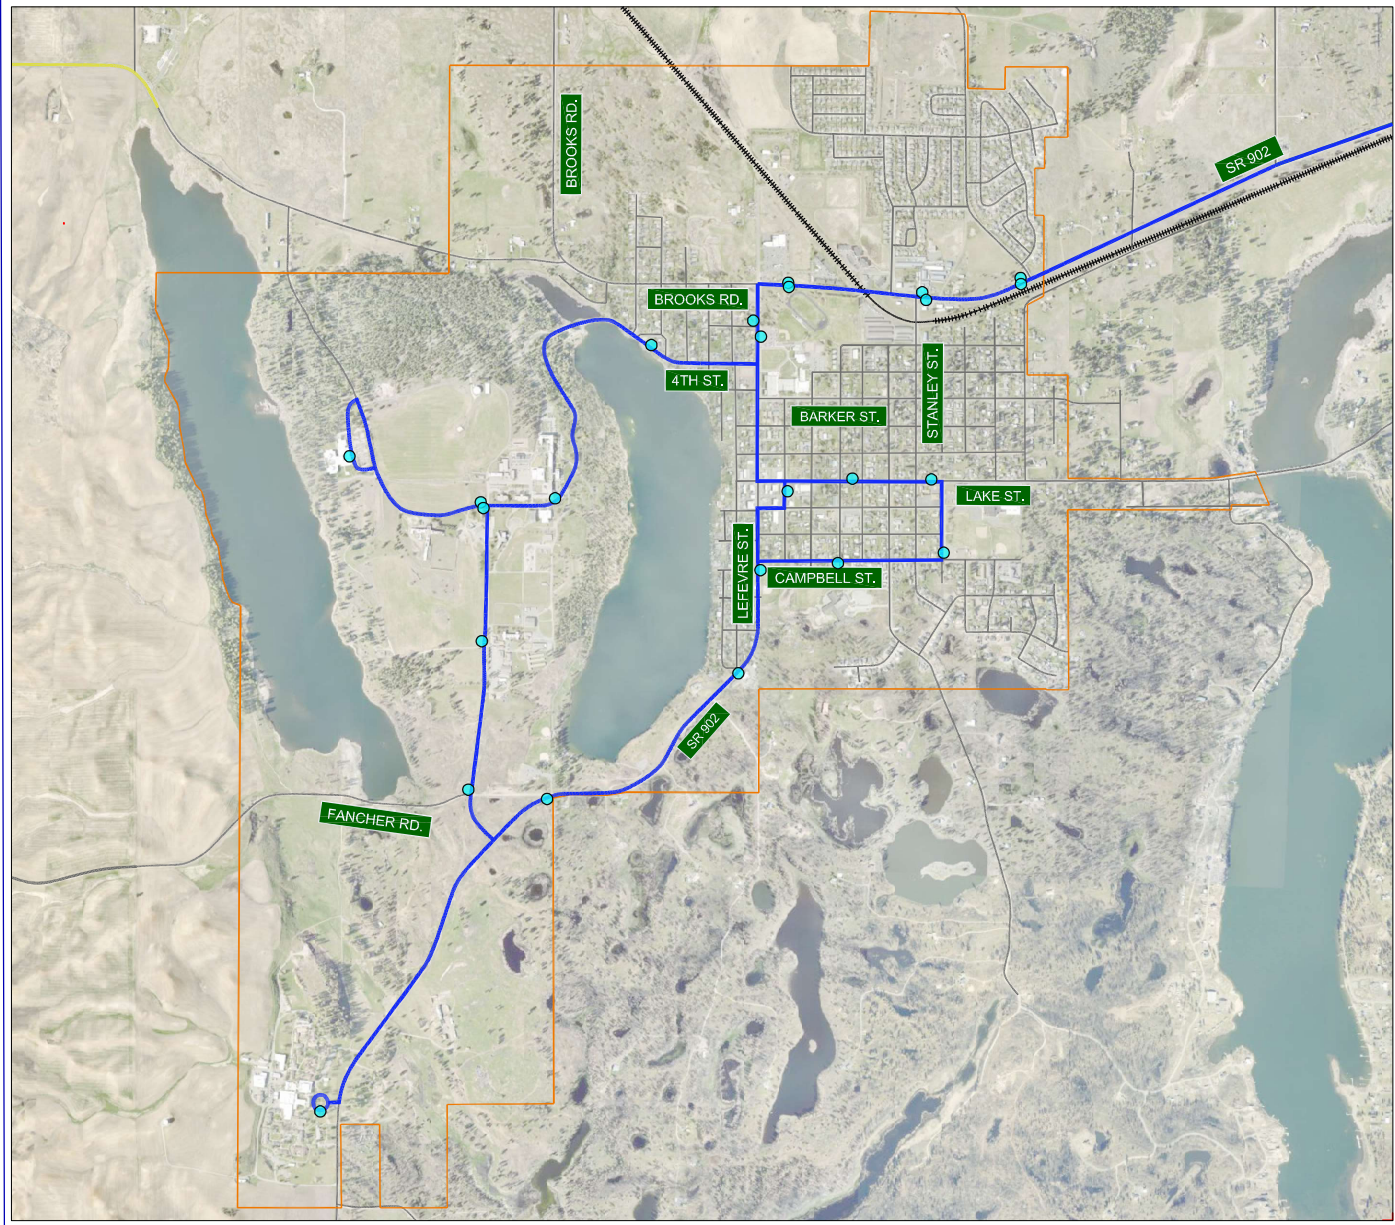 BROOKS RD.
SR 902
BROOKS RD.
4TH ST.
STANLEY ST.
BARKER ST.
LAKE ST.
LEFEVRE ST.
CAMPBELL ST.
SR 902
FANCHER RD.